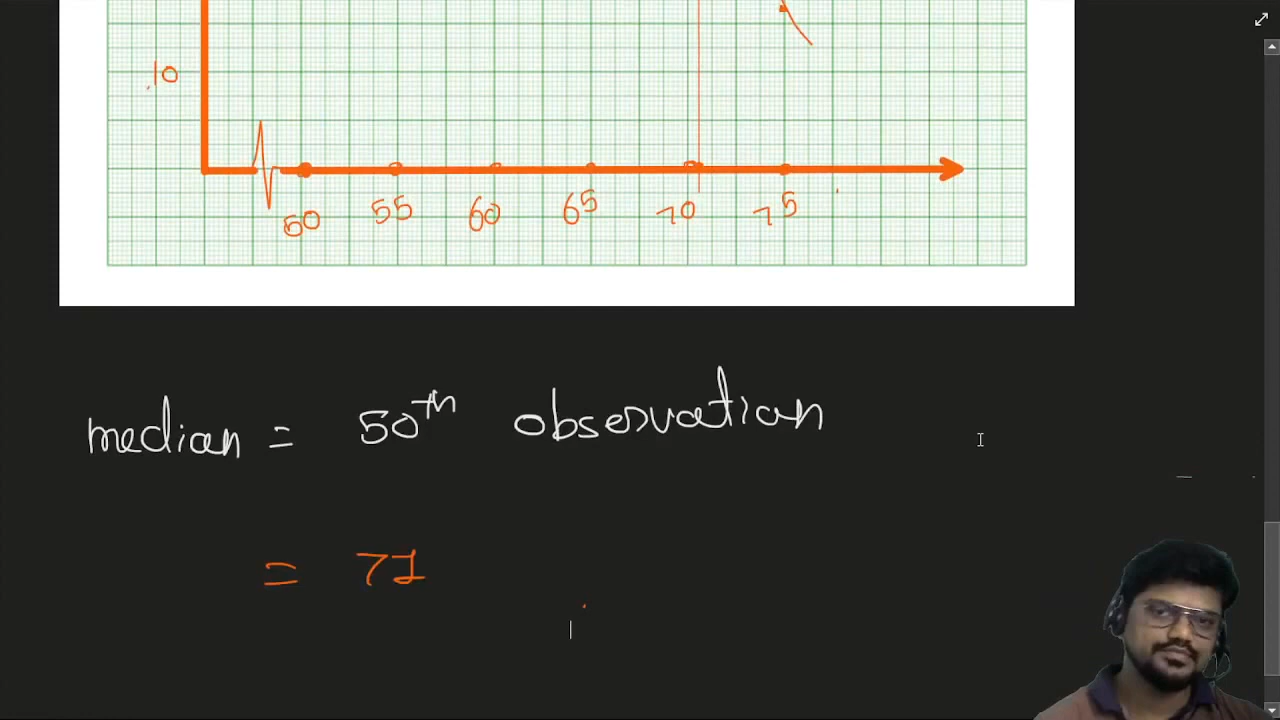 10
50 55 60 65 70 75
median = 50th observation
= 71